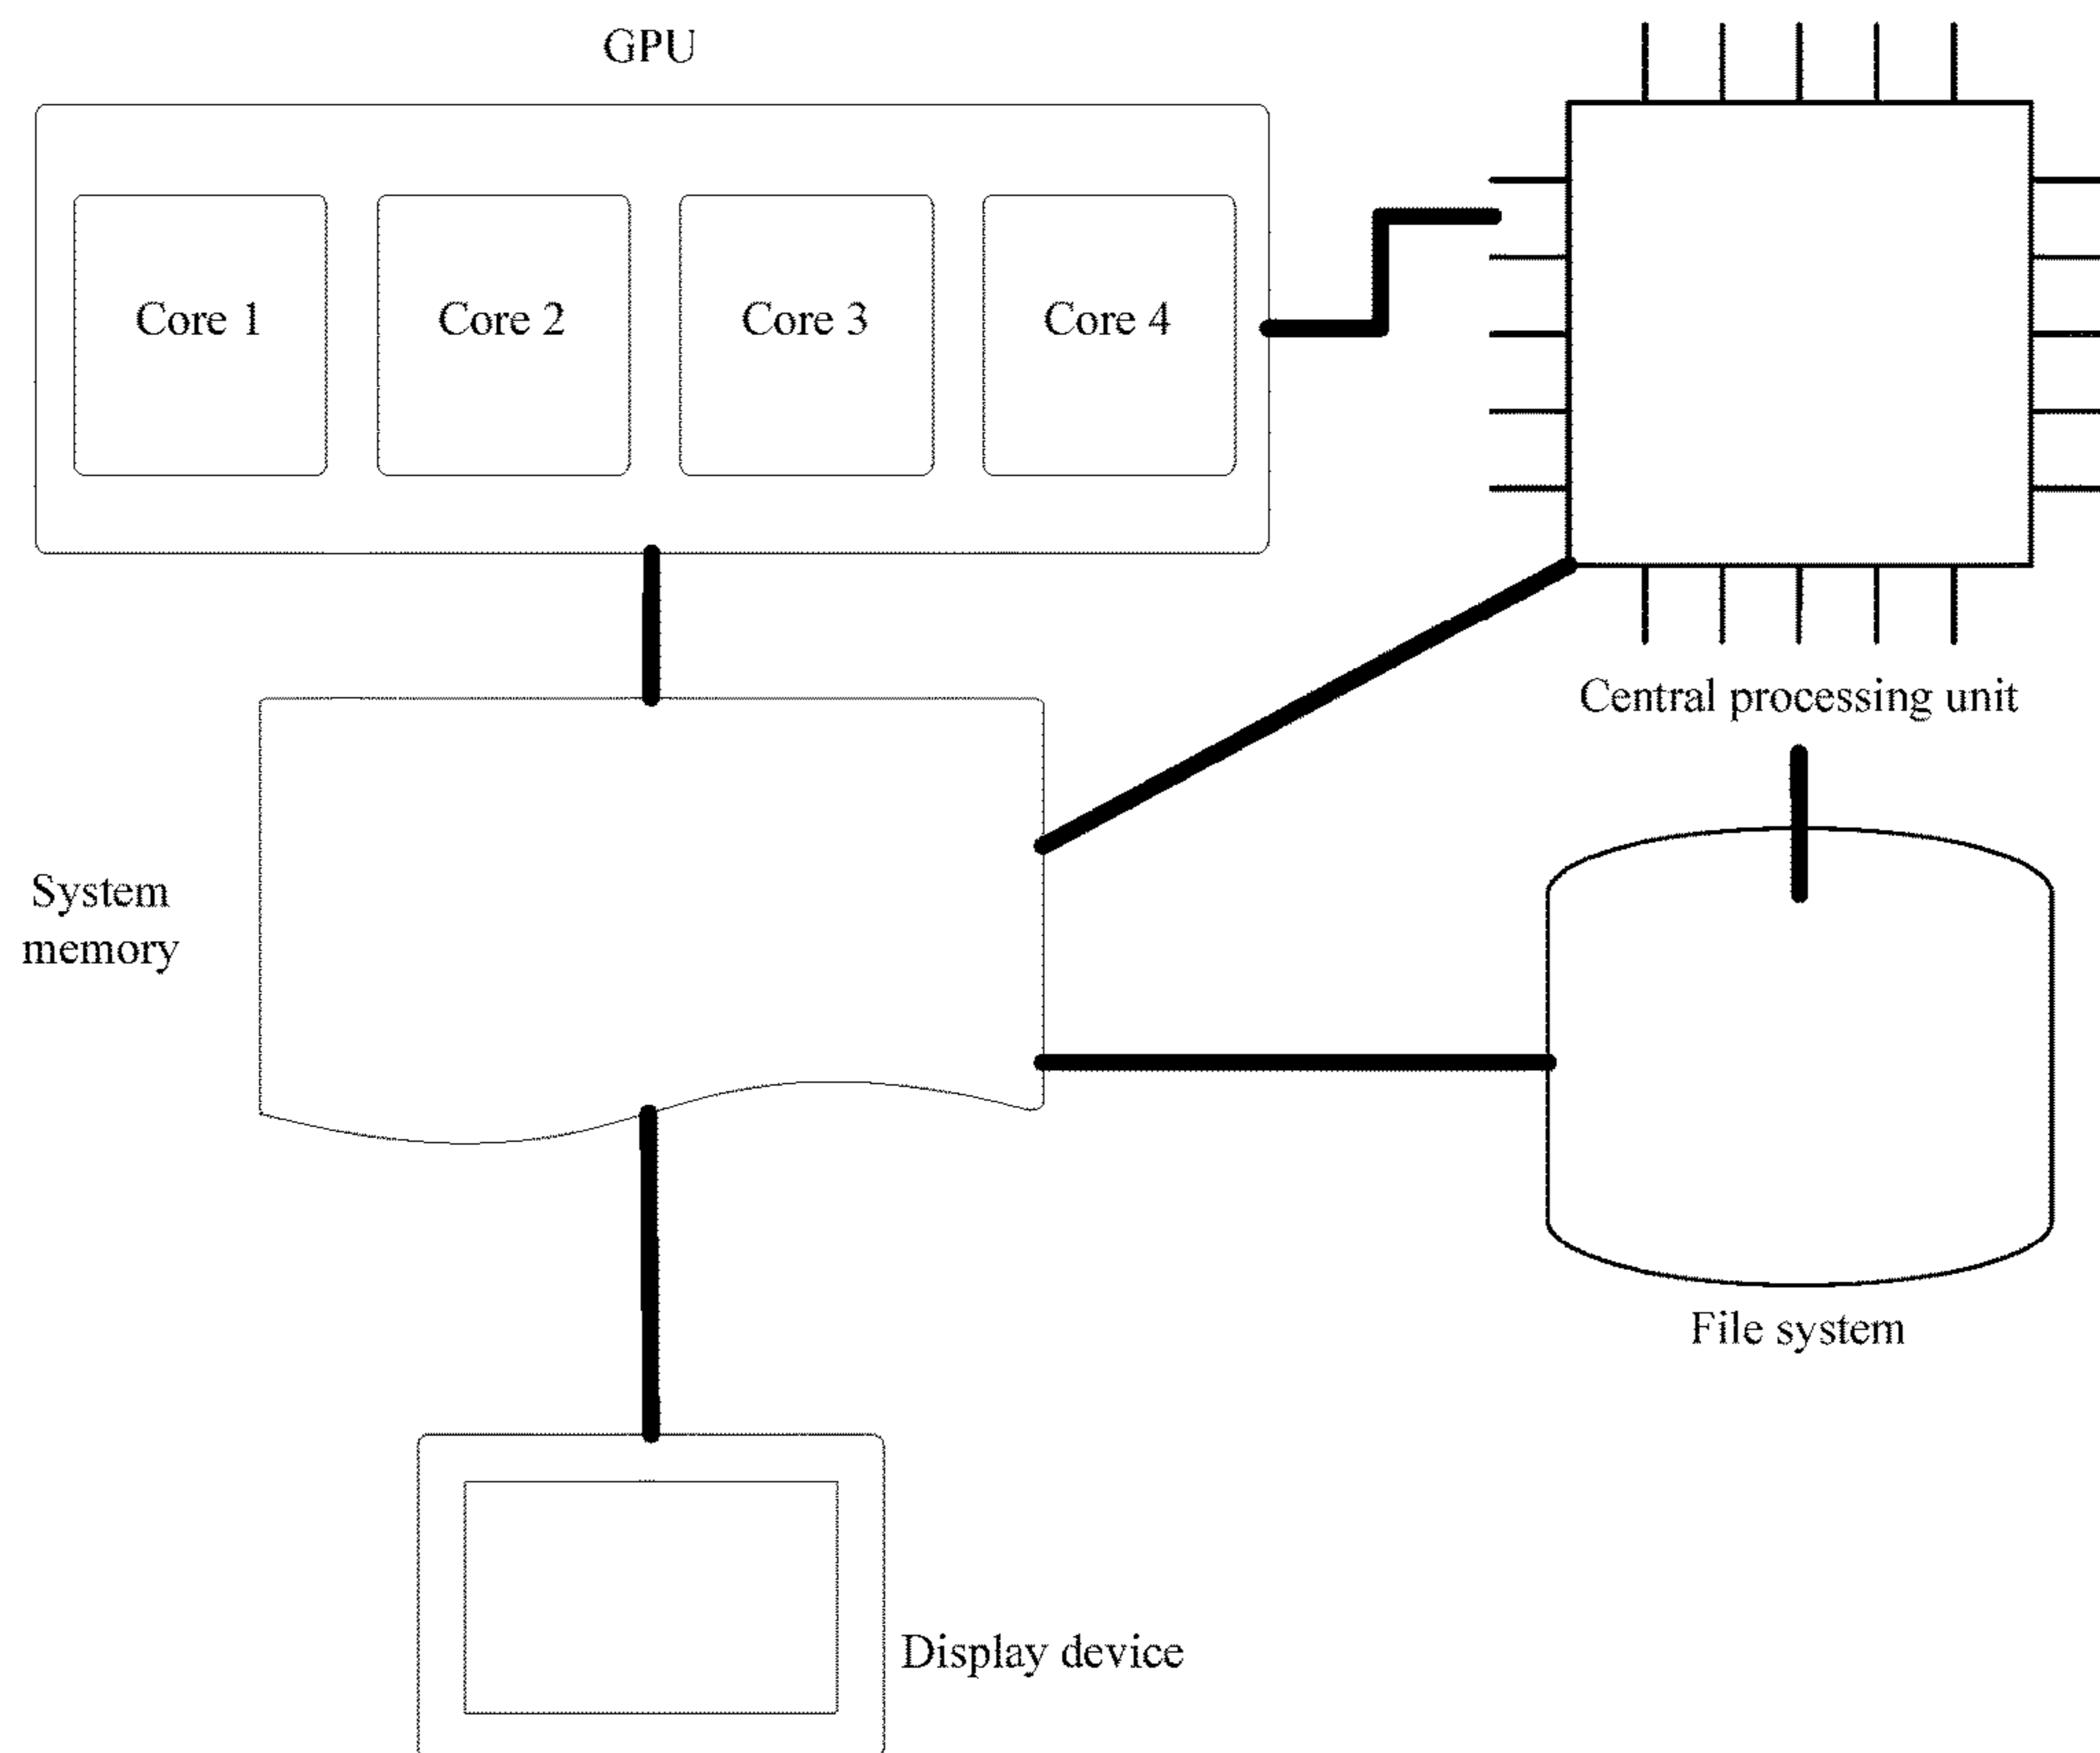 GPU
Core 1
Core 2
Core 3
Core 4
Central processing unit
System
memory
File system
Display device